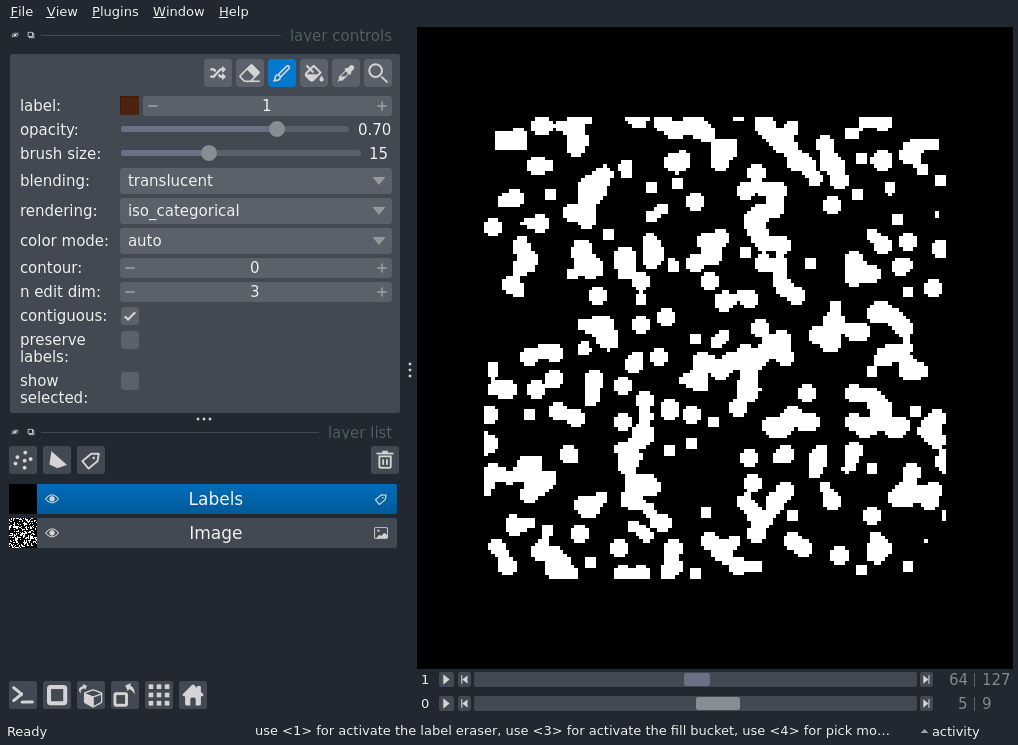 File View Plugins Window Help
layer controls
label: 1
opacity: 0.70
brush size: 15
blending: translucent
rendering: iso_categorical
color mode: auto
contour: 0
n edit dim: 3
contiguous:
preserve
labels:
show
selected:
layer list
Labels
Image
1 64 127
0 5 9
Ready use <1> for activate the label eraser, use <3> for activate the fill bucket, use <4> for pick mo... activity